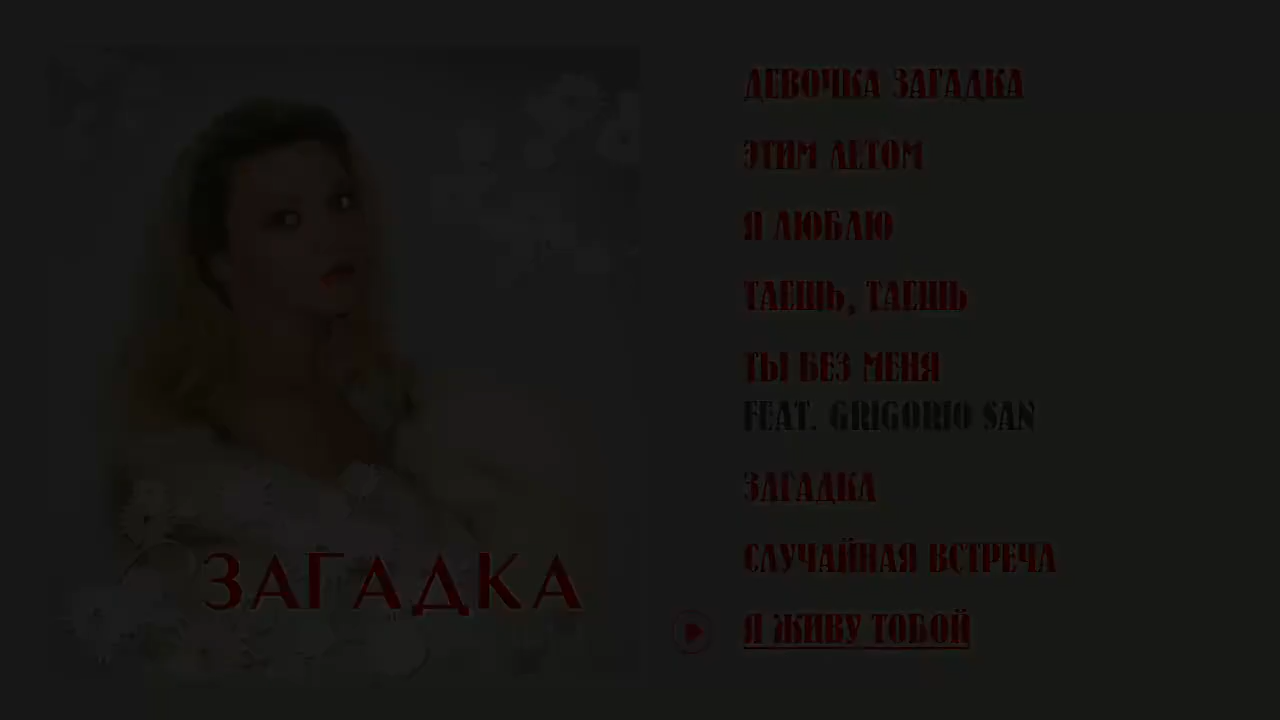 ЗАГАДКА
ДЕВОЧКА ЗАГАДКА
ЭТИМ ЛЕТОМ
Я ЛЮБЛЮ
ТАЕШЬ, ТАЕШЬ
ТЫ БЕЗ МЕНЯ
FEAT. GRIGORIO SAN
ЗАГАДКА
СЛУЧАЙНАЯ ВСТРЕЧА
Я ЖИВУ ТОБОЙ